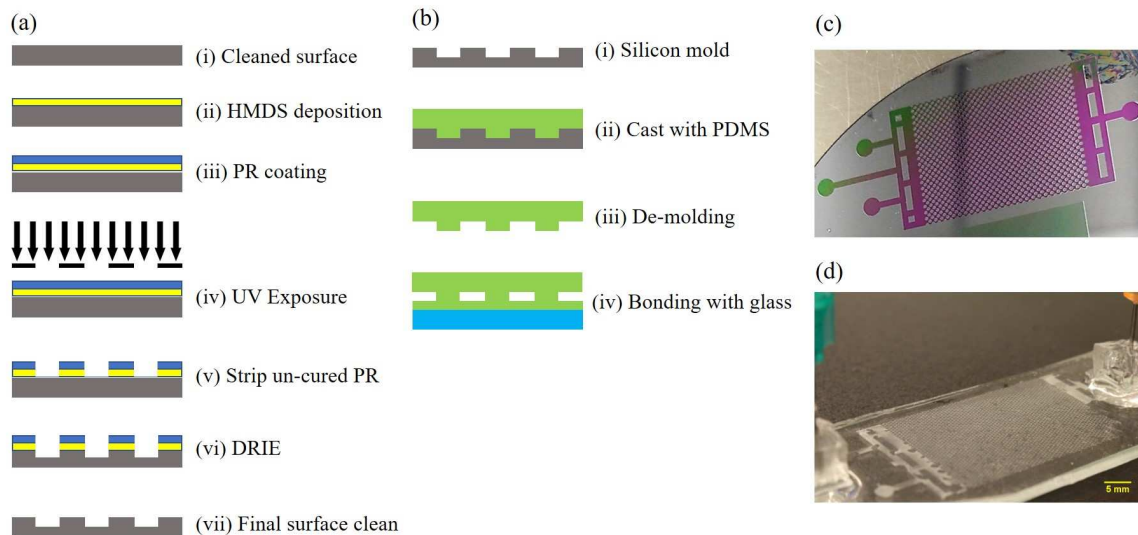 (a)
(i) Cleaned surface
(ii) HMDS deposition
(iii) PR coating
(iv) UV Exposure
(v) Strip un-cured PR
(vi) DRIE
(vii) Final surface clean
(b)
(i) Silicon mold
(ii) Cast with PDMS
(iii) De-molding
(iv) Bonding with glass
(c)
(d)
5 mm